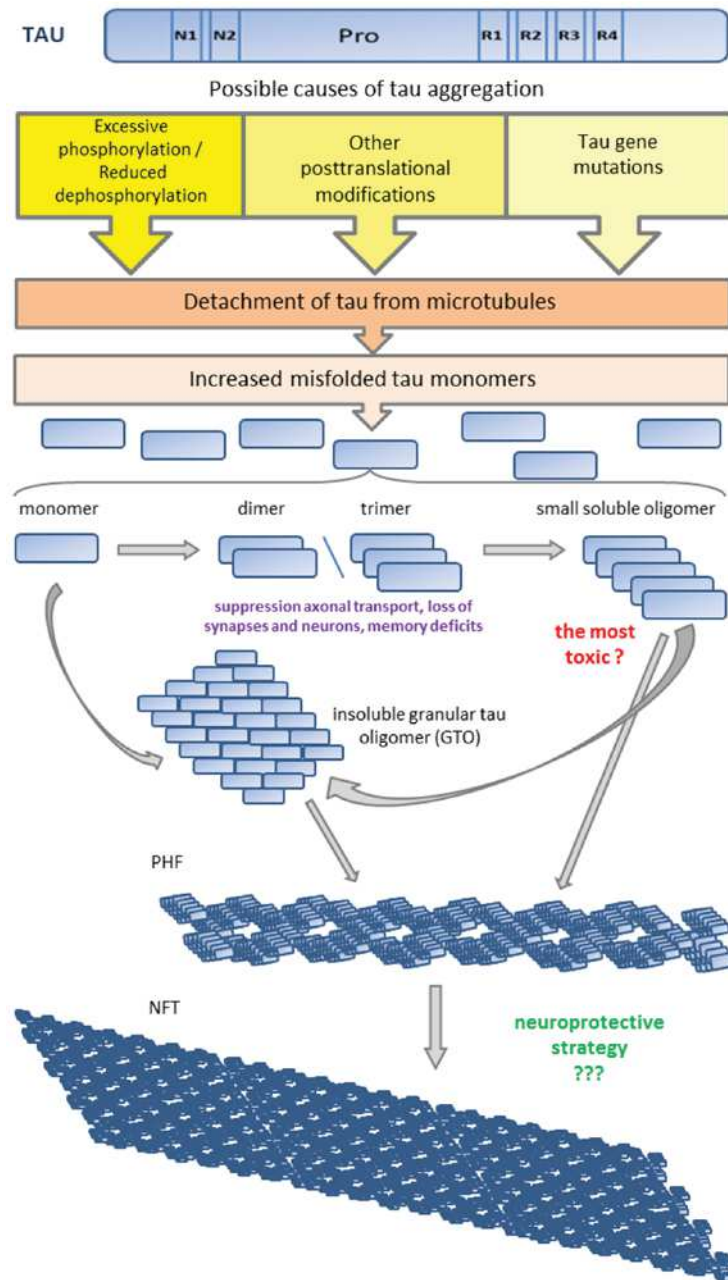 TAU N1 N2 Pro R1 R2 R3 R4
Possible causes of tau aggregation
Excessive
phosphorylation /
Reduced
dephosphorylation
Other
posttranslational
modifications
Tau gene
mutations
Detachment of tau from microtubules
Increased misfolded tau monomers
monomer
dimer
trimer
small soluble oligomer
suppression axonal transport, loss of
synapses and neurons, memory deficits
the most
toxic ?
insoluble granular tau
oligomer (GTO)
PHF
NFT
neuroprotective
strategy
???